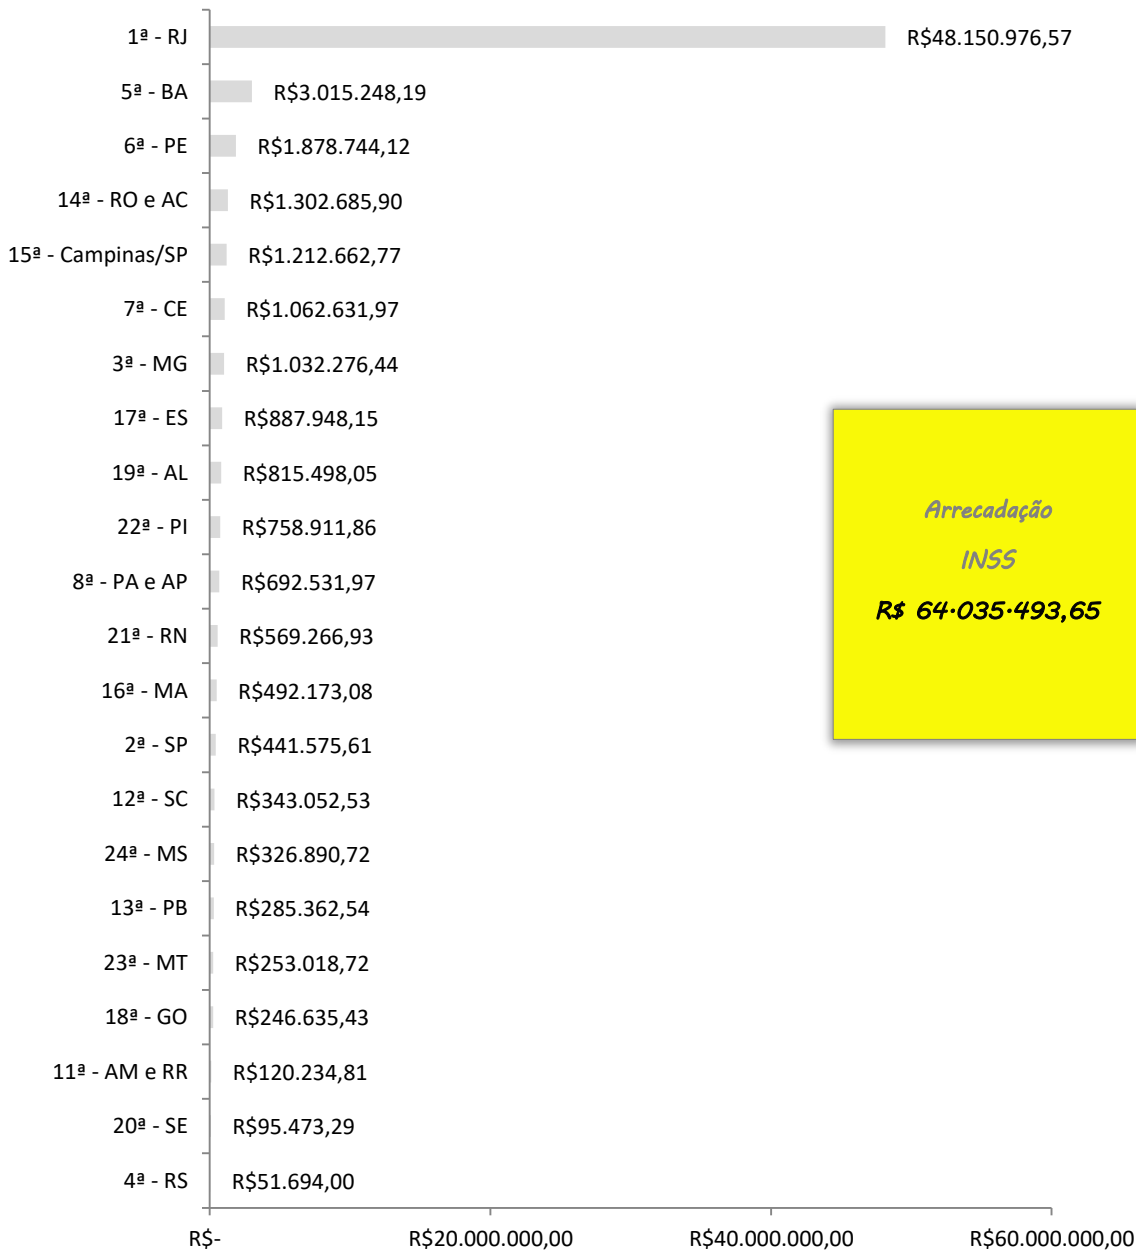 1ª - RJ R$48.150.976,57
5ª - BA R$3.015.248,19
6ª - PE R$1.878.744,12
14ª - RO e AC R$1.302.685,90
15ª - Campinas/SP R$1.212.662,77
7ª - CE R$1.062.631,97
3ª - MG R$1.032.276,44
17ª - ES R$887.948,15
19ª - AL R$815.498,05
22ª - PI R$758.911,86
8ª - PA e AP R$692.531,97
21ª - RN R$569.266,93
16ª - MA R$492.173,08
2ª - SP R$441.575,61
12ª - SC R$343.052,53
24ª - MS R$326.890,72
13ª - PB R$285.362,54
23ª - MT R$253.018,72
18ª - GO R$246.635,43
11ª - AM e RR R$120.234,81
20ª - SE R$95.473,29
4ª - RS R$51.694,00
R$- R$20.000.000,00 R$40.000.000,00 R$60.000.000,00
Arrecadação
INSS
R$ 64.035.493,65